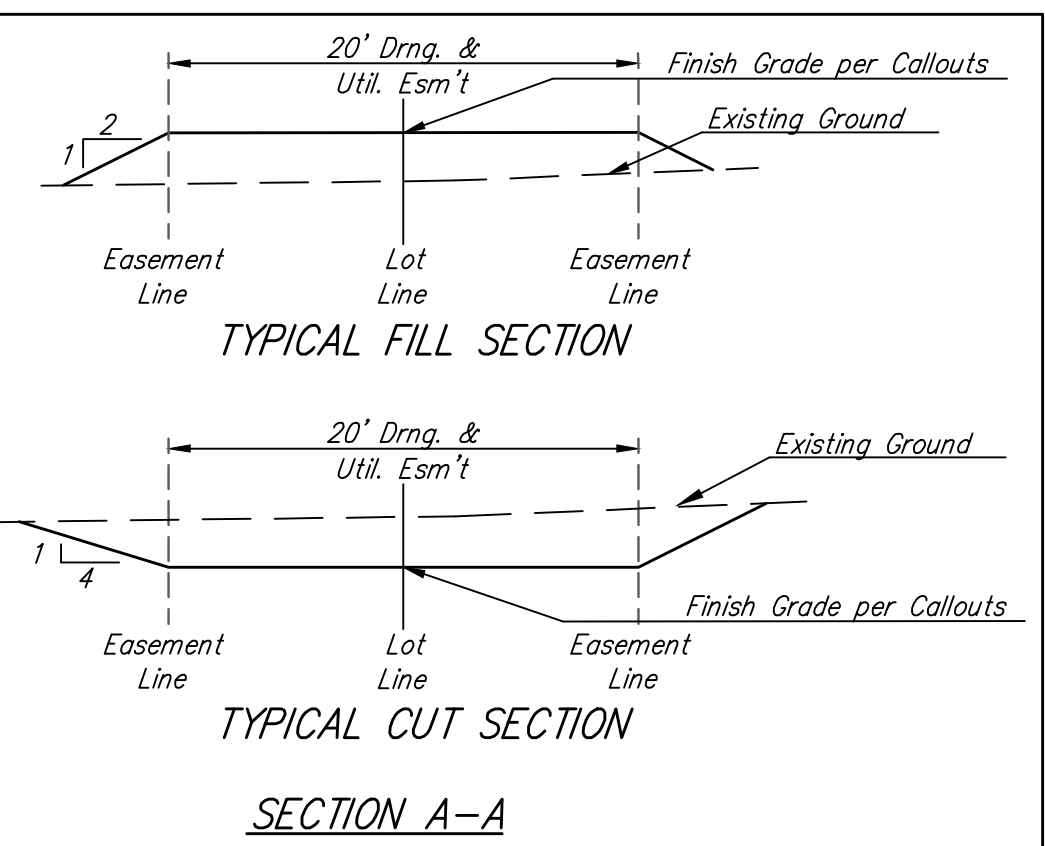 20' Drng. &
Util. Esm't
Finish Grade per Callouts
Existing Ground
2
1
Easement
Line
Lot
Line
Easement
Line
TYPICAL FILL SECTION
20' Drng. &
Util. Esm't
Existing Ground
1
4
Finish Grade per Callouts
Easement
Line
Lot
Line
Easement
Line
TYPICAL CUT SECTION
SECTION A-A